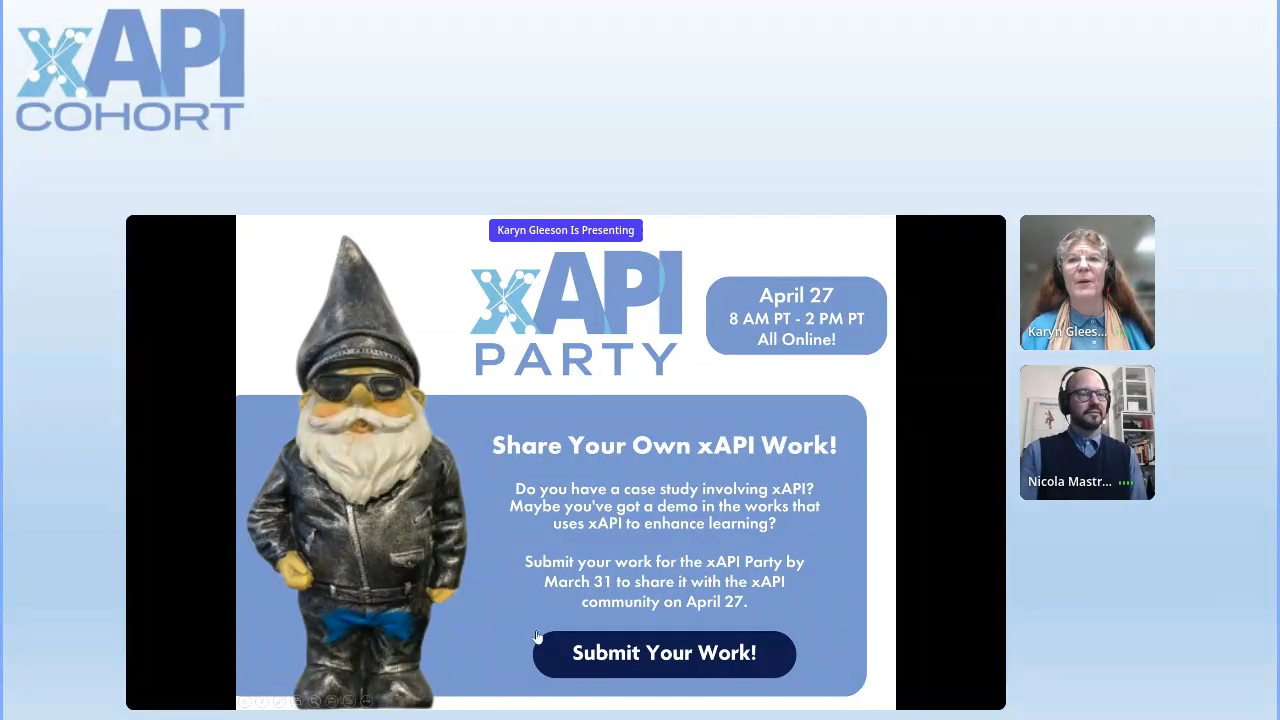 xAPI
COHORT
Karyn Gleeson Is Presenting
xAPI
PARTY
April 27
8 AM PT - 2 PM PT
All Online!
Share Your Own xAPI Work!
Do you have a case study involving xAPI?
Maybe you've got a demo in the works that
uses xAPI to enhance learning?
Submit your work for the xAPI Party by
March 31 to share it with the xAPI
community on April 27.
Submit Your Work!
Karyn Glees...
Nicola Mastr...